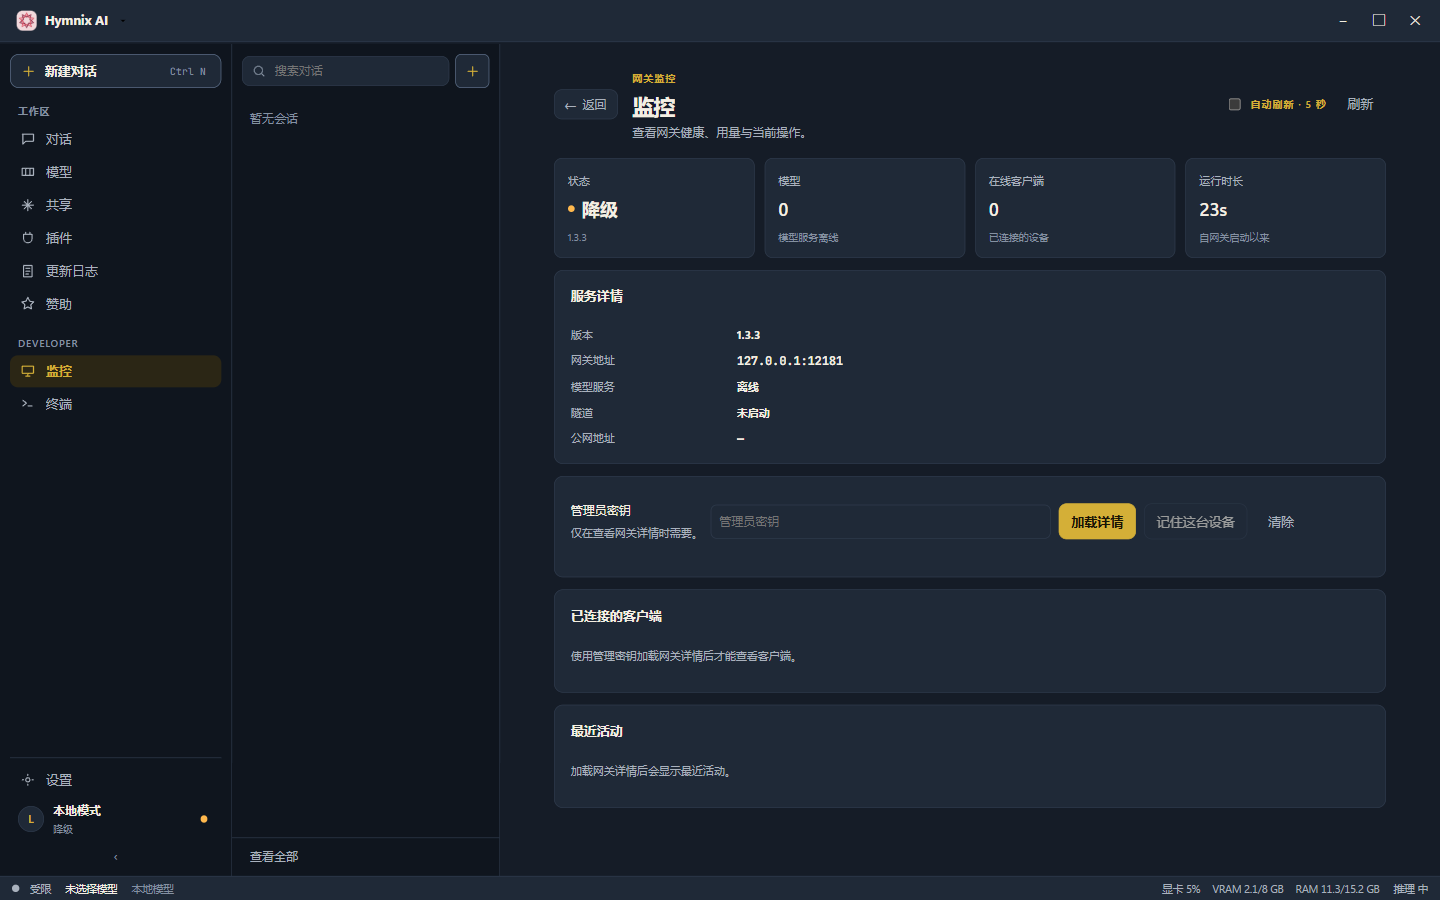 Hymnix AI
新建对话 Ctrl N
工作区
对话
模型
共享
插件
更新日志
赞助
DEVELOPER
监控
终端
设置
L
本地模式
降级
搜索对话
暂无会话
查看全部
← 返回
网关监控
监控
查看网关健康、用量与当前操作。
自动刷新 · 5 秒
刷新
状态
降级
1.3.3
模型
0
模型服务离线
在线客户端
0
已连接的设备
运行时长
23s
自网关启动以来
服务详情
版本 1.3.3
网关地址 127.0.0.1:12181
模型服务 离线
隧道 未启动
公网地址 —
管理员密钥
仅在查看网关详情时需要。
管理员密钥
加载详情
记住这台设备
清除
已连接的客户端
使用管理密钥加载网关详情后才能查看客户端。
最近活动
加载网关详情后会显示最近活动。
受限 未选择模型 本地模型
显卡 5% VRAM 2.1/8 GB RAM 11.3/15.2 GB 推理 中